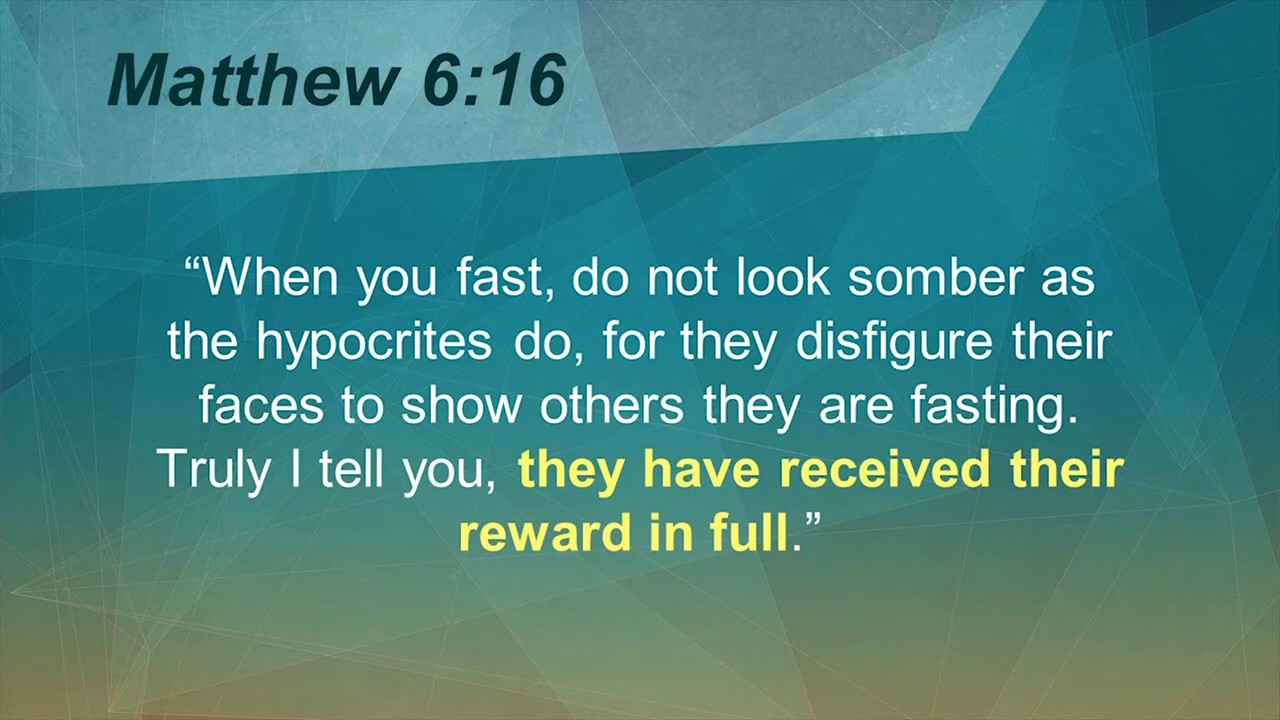 Matthew 6:16
“When you fast, do not look somber as
the hypocrites do, for they disfigure their
faces to show others they are fasting.
Truly I tell you, they have received their
reward in full.”